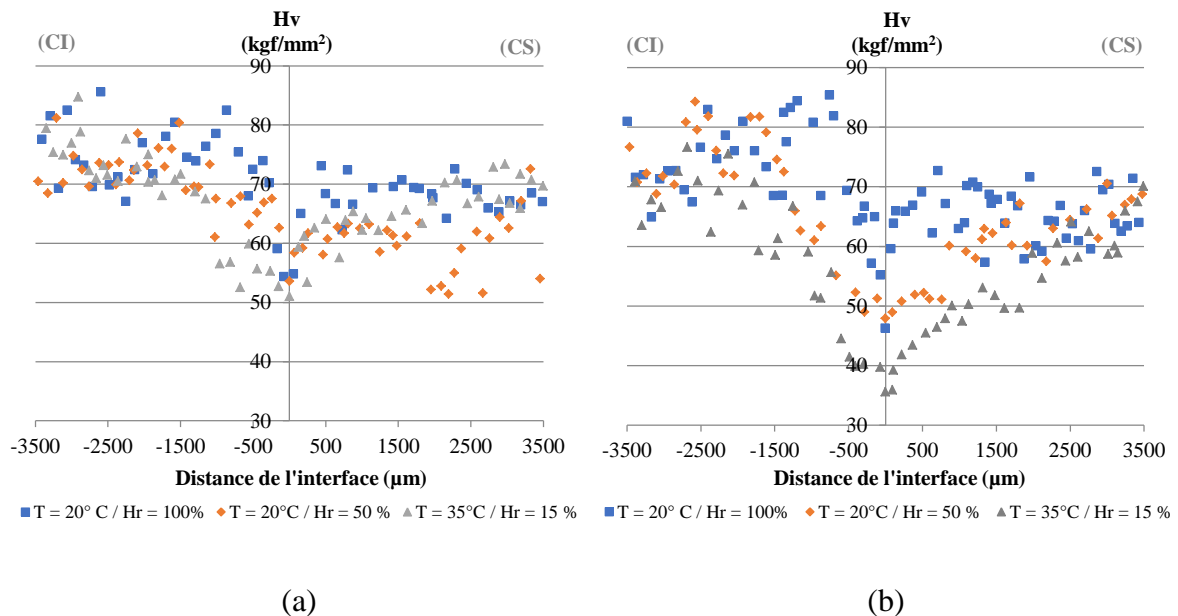 Hv
(kgf/mm²)
(CI)
(CS)
90
80
70
60
50
40
30
-3500 -2500 -1500 -500 500 1500 2500 3500
Distance de l'interface (µm)
T = 20° C / Hr = 100% T = 20°C / Hr = 50 % T = 35°C / Hr = 15 %
(a)
Hv
(kgf/mm²)
(CI)
(CS)
90
80
70
60
50
40
30
-3500 -2500 -1500 -500 500 1500 2500 3500
Distance de l'interface (µm)
T = 20° C / Hr = 100% T = 20°C / Hr = 50 % T = 35°C / Hr = 15 %
(b)